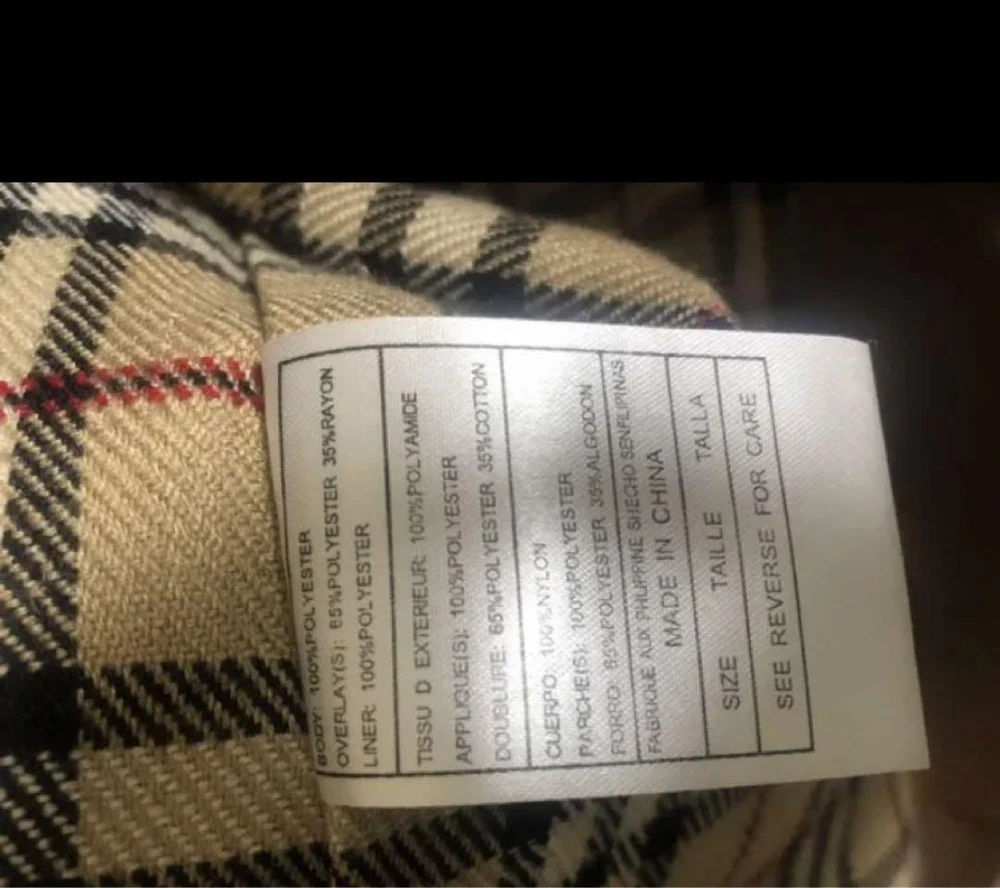 BODY: 100%POLYESTER
OVERLAY(S): 65%POLYESTER 35%RAYON
LINER: 100%POLYESTER
TISSU D EXTERIEUR: 100%POLYAMIDE
APPLIQUE(S): 100%POLYESTER
DOUBLURE: 65%POLYESTER 35%COTTON
CUERPO: 100%NYLON
PARCHE(S): 100%POLYESTER
FORRO: 65%POLYESTER 35%ALGODON
FABRIQUE AUX PHLIPPINE S\HECHO SENFILIPINAS
MADE IN CHINA
SIZE TAILLE TALLA
SEE REVERSE FOR CARE